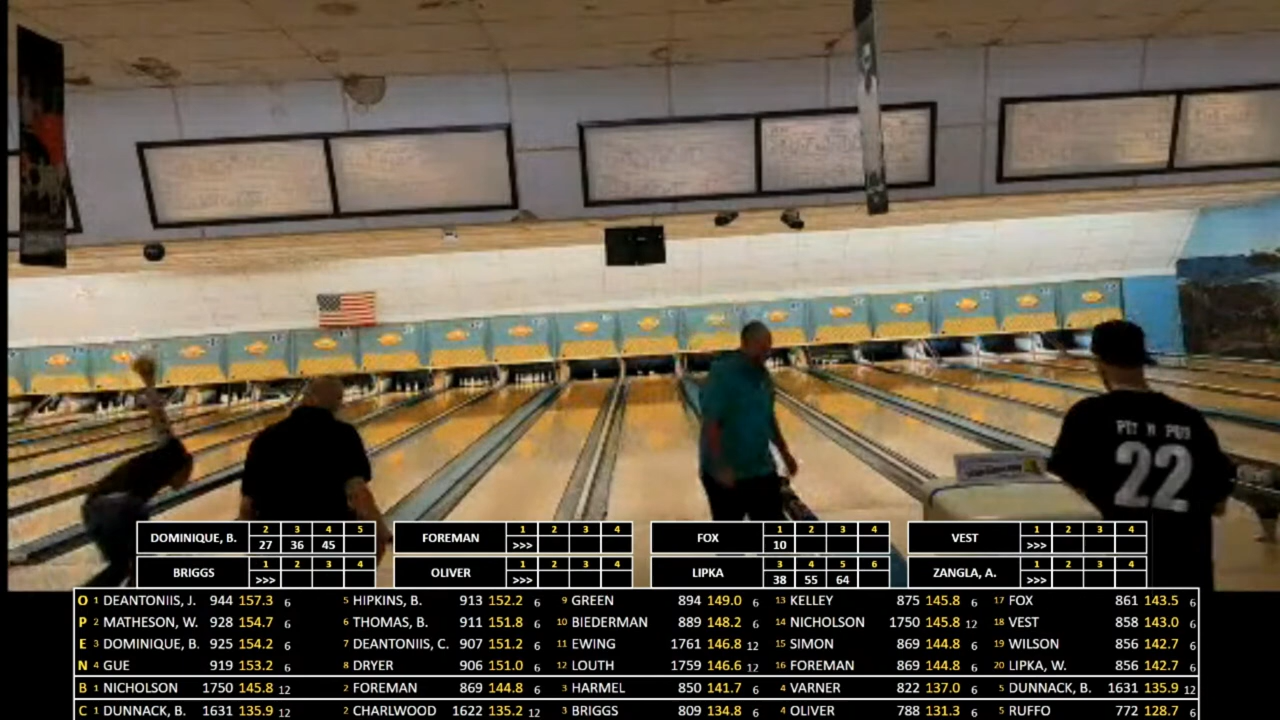 PIT N PUB
22
DOMINIQUE, B. 2 3 4 5
27 36 45
BRIGGS 1 2 3 4
>>>
FOREMAN 1 2 3 4
>>>
OLIVER 1 2 3 4
>>>
FOX 1 2 3 4
10
LIPKA 3 4 5 6
38 55 64
VEST 1 2 3 4
>>>
ZANGLA, A. 1 2 3 4
>>>
O 1 DEANTONIIS, J. 944 157.3 6 5 HIPKINS, B. 913 152.2 6 9 GREEN 894 149.0 6 13 KELLEY 875 145.8 6 17 FOX 861 143.5 6
P 2 MATHESON, W. 928 154.7 6 6 THOMAS, B. 911 151.8 6 10 BIEDERMAN 889 148.2 6 14 NICHOLSON 1750 145.8 12 18 VEST 858 143.0 6
E 3 DOMINIQUE, B. 925 154.2 6 7 DEANTONIIS, C. 907 151.2 6 11 EWING 1761 146.8 12 15 SIMON 869 144.8 6 19 WILSON 856 142.7 6
N 4 GUE 919 153.2 6 8 DRYER 906 151.0 6 12 LOUTH 1759 146.6 12 16 FOREMAN 869 144.8 6 20 LIPKA, W. 856 142.7 6
B 1 NICHOLSON 1750 145.8 12 2 FOREMAN 869 144.8 6 3 HARMEL 850 141.7 6 4 VARNER 822 137.0 6 5 DUNNACK, B. 1631 135.9 12
C 1 DUNNACK, B. 1631 135.9 12 2 CHARLWOOD 1622 135.2 12 3 BRIGGS 809 134.8 6 4 OLIVER 788 131.3 6 5 RUFFO 772 128.7 6